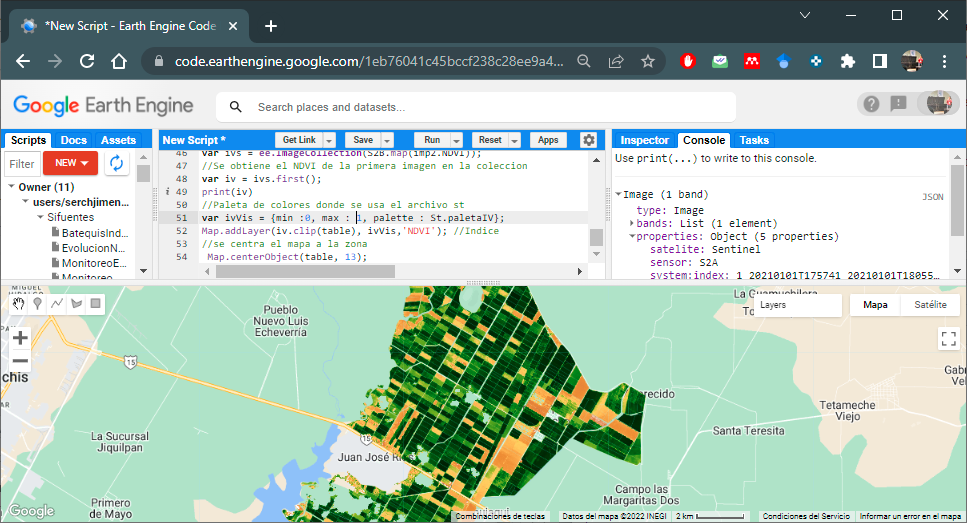 *New Script - Earth Engine Code
code.earthengine.google.com/1eb76041c45bccf238c28ee9a4...
Google Earth Engine
Search places and datasets...
Scripts Docs Assets
New Script *
Get Link Save Run Reset Apps
Inspector Console Tasks
Filter
NEW
Owner (11)
users/serchjimen...
Sifuentes
BatequisInd...
EvolucionN...
MonitoreoE...
Monitoreo
46 var ivs = ee.ImageCollection(S2B.map(imp2.NDVI));
47 //Se obtiene el NDVI de la primera imagen en la coleccion
48 var iv = ivs.first();
i 49 print(iv)
50 //Paleta de colores donde se usa el archivo st
51 var ivVis = {min :0, max : 1, palette : St.paletaIV};
52 Map.addLayer(iv.clip(table), ivVis,'NDVI'); //Indice
53 //se centra el mapa a la zona
54 Map.centerObject(table, 13);
Use print(...) to write to this console.
Image (1 band)
JSON
type: Image
bands: List (1 element)
properties: Object (5 properties)
satelite: Sentinel
sensor: S2A
system:index: 1_20210101T175741_20210101T18055...
MIGUEL
HIDALGO
Pueblo
Nuevo Luis
Echeverría
La Guamuchilera
Layers
Mapa Satélite
15
chis
Gab
Vel
recido
Tetameche
Viejo
La Sucursal
Jiquilpan
15
Juan José R
Santa Teresita
Primero
de Mayo
Campo las
Margaritas Dos
Google
Combinaciones de teclas
Datos del mapa ©2022 INEGI
2 km
Condiciones del Servicio
Informar un error en el mapa